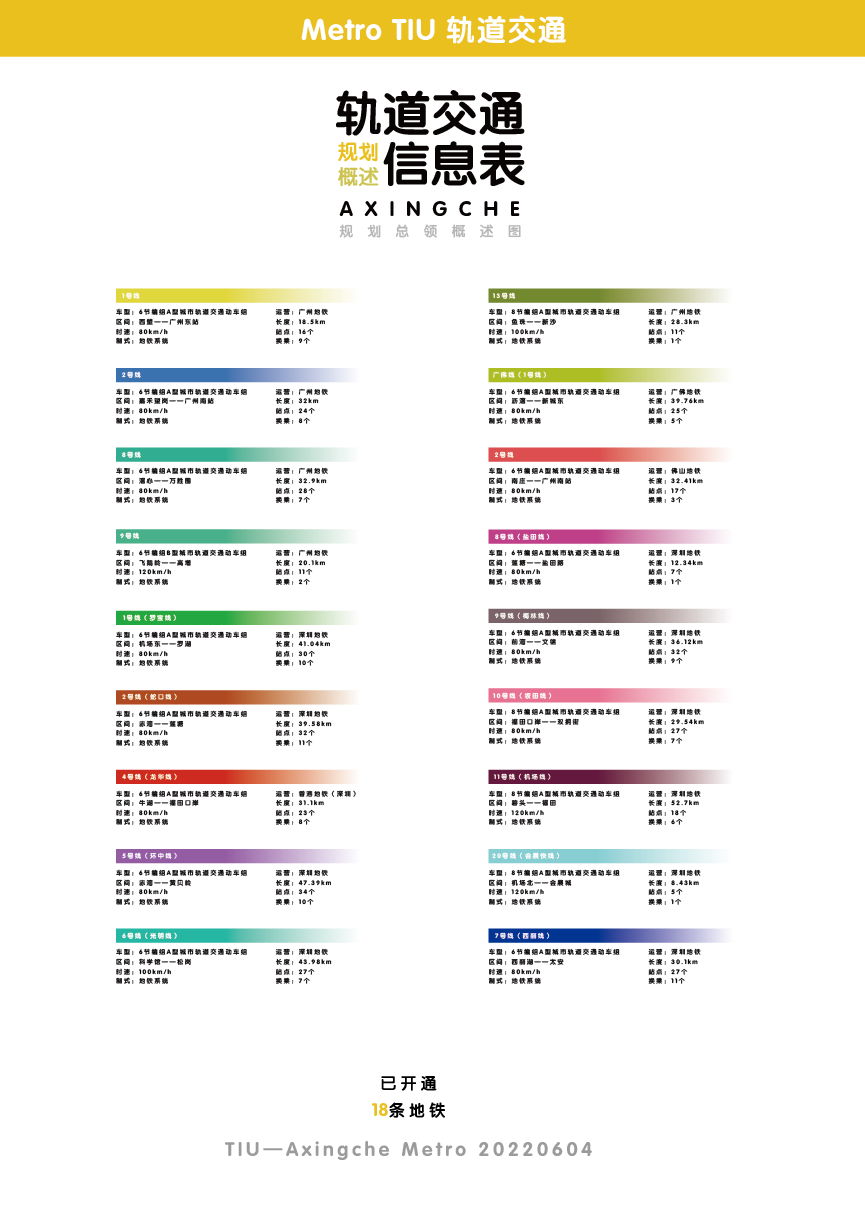 Metro TIU 轨道交通
轨道交通
规划
概述
信息表
AXINGCHE
规划总领概述图
1号线
车型：6节编组A型城市轨道交通动车组 运营：广州地铁
区间：西塱——广州东站 长度：18.5km
时速：80km/h 站点：16个
制式：地铁系统 换乘：9个
2号线
车型：6节编组A型城市轨道交通动车组 运营：广州地铁
区间：嘉禾望岗——广州南站 长度：32km
时速：80km/h 站点：24个
制式：地铁系统 换乘：8个
8号线
车型：6节编组A型城市轨道交通动车组 运营：广州地铁
区间：滘心——万胜围 长度：32.9km
时速：80km/h 站点：28个
制式：地铁系统 换乘：7个
9号线
车型：6节编组B型城市轨道交通动车组 运营：广州地铁
区间：飞鹅岭——高增 长度：20.1km
时速：120km/h 站点：11个
制式：地铁系统 换乘：2个
1号线（罗宝线）
车型：6节编组A型城市轨道交通动车组 运营：深圳地铁
区间：机场东——罗湖 长度：41.04km
时速：80km/h 站点：30个
制式：地铁系统 换乘：10个
2号线（蛇口线）
车型：6节编组A型城市轨道交通动车组 运营：深圳地铁
区间：赤湾——莲塘 长度：39.58km
时速：80km/h 站点：32个
制式：地铁系统 换乘：11个
4号线（龙华线）
车型：6节编组A型城市轨道交通动车组 运营：香港地铁（深圳）
区间：牛湖——福田口岸 长度：31.1km
时速：80km/h 站点：23个
制式：地铁系统 换乘：8个
5号线（环中线）
车型：6节编组A型城市轨道交通动车组 运营：深圳地铁
区间：赤湾——黄贝岭 长度：47.39km
时速：80km/h 站点：34个
制式：地铁系统 换乘：10个
6号线（光明线）
车型：6节编组A型城市轨道交通动车组 运营：深圳地铁
区间：科学馆——松岗 长度：43.98km
时速：100km/h 站点：27个
制式：地铁系统 换乘：7个
13号线
车型：8节编组A型城市轨道交通动车组 运营：广州地铁
区间：鱼珠——新沙 长度：28.3km
时速：100km/h 站点：11个
制式：地铁系统 换乘：1个
广佛线（1号线）
车型：6节编组A型城市轨道交通动车组 运营：广佛地铁
区间：沥滘——新城东 长度：39.76km
时速：80km/h 站点：25个
制式：地铁系统 换乘：5个
2号线
车型：6节编组A型城市轨道交通动车组 运营：佛山地铁
区间：南庄——广州南站 长度：32.41km
时速：80km/h 站点：17个
制式：地铁系统 换乘：3个
8号线（盐田线）
车型：6节编组A型城市轨道交通动车组 运营：深圳地铁
区间：莲塘——盐田路 长度：12.34km
时速：80km/h 站点：7个
制式：地铁系统 换乘：1个
9号线（梅林线）
车型：6节编组A型城市轨道交通动车组 运营：深圳地铁
区间：前湾——文锦 长度：36.12km
时速：80km/h 站点：32个
制式：地铁系统 换乘：9个
10号线（坂田线）
车型：8节编组A型城市轨道交通动车组 运营：深圳地铁
区间：福田口岸——双拥街 长度：29.54km
时速：80km/h 站点：27个
制式：地铁系统 换乘：7个
11号线（机场线）
车型：8节编组A型城市轨道交通动车组 运营：深圳地铁
区间：碧头——福田 长度：52.7km
时速：120km/h 站点：18个
制式：地铁系统 换乘：6个
20号线（会展快线）
车型：8节编组A型城市轨道交通动车组 运营：深圳地铁
区间：机场北——会展城 长度：8.43km
时速：120km/h 站点：5个
制式：地铁系统 换乘：1个
7号线（西丽线）
车型：6节编组A型城市轨道交通动车组 运营：深圳地铁
区间：西丽湖——太安 长度：30.1km
时速：80km/h 站点：27个
制式：地铁系统 换乘：11个
已开通
18条地铁
TIU—Axingche Metro 20220604